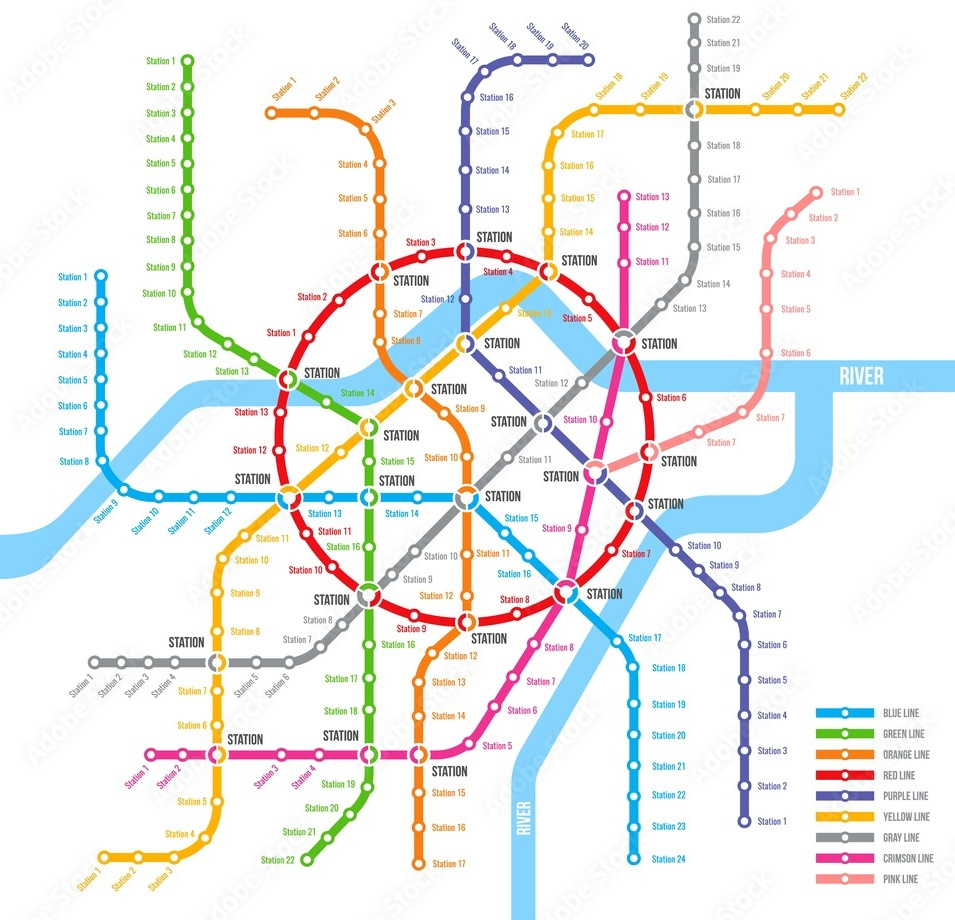 Station 1
Station 2
Station 3
Station 4
Station 5
Station 6
Station 7
Station 8
Station 9
Station 10
Station 11
Station 12
Station 13
STATION
Station 14
STATION
Station 15
STATION
Station 16
STATION
Station 16
Station 17
Station 18
STATION
Station 19
Station 20
Station 21
Station 22
Station 1
Station 2
Station 3
Station 4
Station 5
Station 6
Station 7
Station 8
Station 9
Station 10
Station 11
Station 12
STATION
Station 13
Station 14
STATION
Station 15
Station 16
STATION
Station 17
Station 18
Station 19
Station 20
Station 21
Station 22
Station 23
Station 24
Station 1
Station 2
Station 3
Station 4
Station 5
Station 6
STATION
Station 7
Station 8
STATION
Station 9
Station 10
Station 11
Station 12
STATION
Station 12
Station 13
Station 14
STATION
Station 15
Station 16
Station 17
Station 20
Station 19
Station 18
Station 17
Station 16
Station 15
Station 14
Station 13
STATION
Station 12
STATION
Station 11
STATION
STATION
Station 10
Station 9
Station 8
Station 7
Station 6
Station 5
Station 4
Station 3
Station 2
Station 1
Station 22
Station 21
Station 20
STATION
Station 19
Station 18
Station 17
Station 16
Station 15
Station 14
STATION
Station 13
Station 12
Station 11
Station 10
Station 9
Station 8
STATION
Station 7
Station 6
STATION
Station 5
Station 4
Station 3
Station 2
Station 1
Station 22
Station 21
Station 19
Station 18
Station 17
Station 16
Station 15
Station 14
Station 13
STATION
Station 12
Station 11
Station 10
Station 9
Station 8
Station 7
Station 6
Station 5
Station 4
Station 3
Station 2
Station 1
Station 13
Station 12
Station 11
Station 10
Station 9
Station 8
Station 7
Station 6
Station 5
Station 4
Station 3
Station 2
Station 1
Station 1
Station 2
Station 3
Station 4
Station 5
Station 6
Station 7
Station 7
STATION
Station 1
Station 2
Station 3
Station 4
Station 5
Station 6
Station 7
Station 8
Station 9
Station 10
Station 11
Station 12
Station 13
RIVER
RIVER
BLUE LINE
GREEN LINE
ORANGE LINE
RED LINE
PURPLE LINE
YELLOW LINE
GRAY LINE
CRIMSON LINE
PINK LINE
Adobe Stock